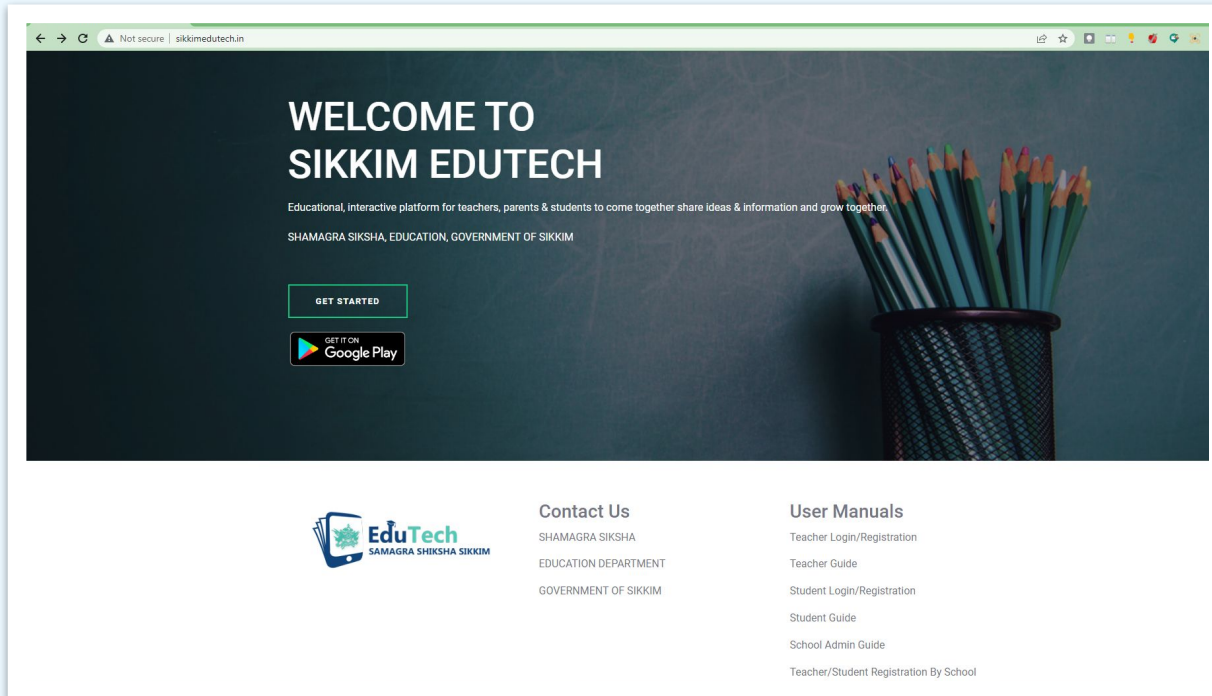 Not secure | sikkimedutech.in
WELCOME TO
SIKKIM EDUTECH
Educational, interactive platform for teachers, parents & students to come together share ideas & information and grow together.
SHAMAGRA SIKSHA, EDUCATION, GOVERNMENT OF SIKKIM
GET STARTED
GET IT ON
Google Play
EduTech
SAMAGRA SHIKSHA SIKKIM
Contact Us
SHAMAGRA SIKSHA
EDUCATION DEPARTMENT
GOVERNMENT OF SIKKIM
User Manuals
Teacher Login/Registration
Teacher Guide
Student Login/Registration
Student Guide
School Admin Guide
Teacher/Student Registration By School